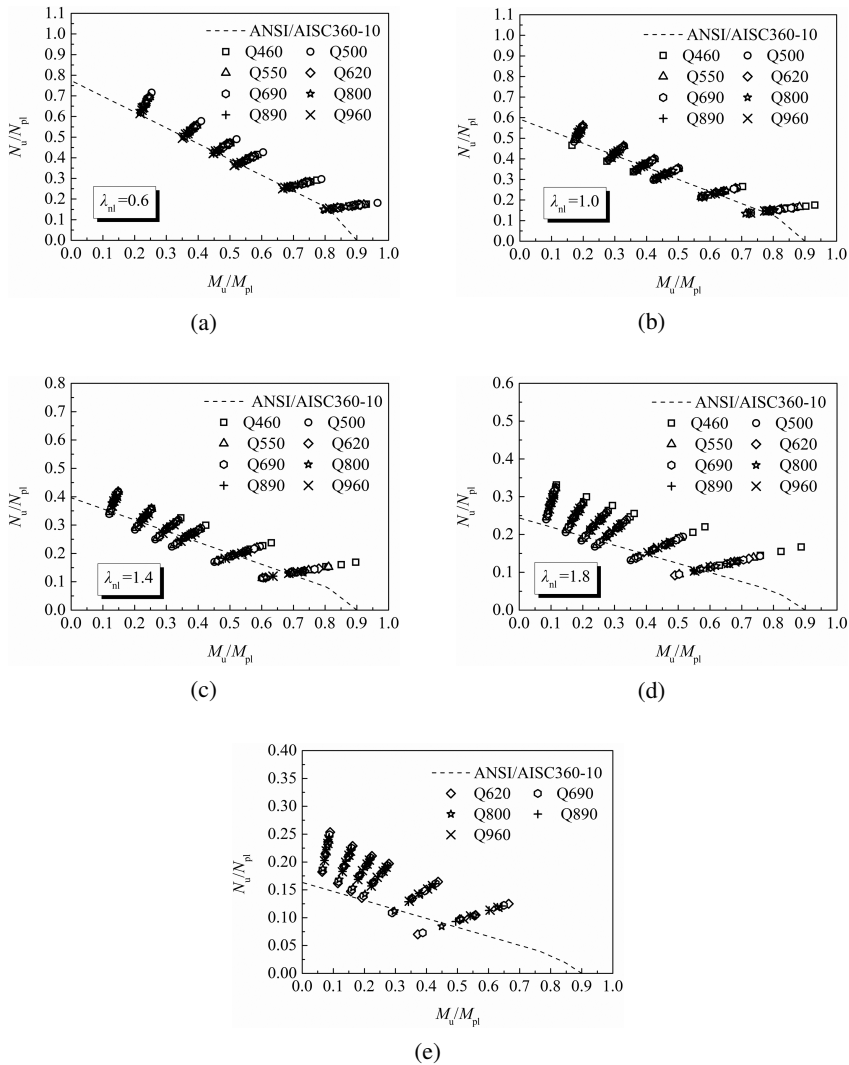 ANSI/AISC360-10
Q460 Q500
Q550 Q620
Q690 Q800
Q890 Q960
1.1
1.0
0.9
0.8
0.7
0.6
0.5
0.4
0.3
0.2
0.1
0.0
Nu/Npl
λnl=0.6
0.0 0.1 0.2 0.3 0.4 0.5 0.6 0.7 0.8 0.9 1.0
Mu/Mpl
(a)
ANSI/AISC360-10
Q460 Q500
Q550 Q620
Q690 Q800
Q890 Q960
1.1
1.0
0.9
0.8
0.7
0.6
0.5
0.4
0.3
0.2
0.1
0.0
Nu/Npl
λnl=1.0
0.0 0.1 0.2 0.3 0.4 0.5 0.6 0.7 0.8 0.9 1.0
Mu/Mpl
(b)
ANSI/AISC360-10
Q460 Q500
Q550 Q620
Q690 Q800
Q890 Q960
0.8
0.7
0.6
0.5
0.4
0.3
0.2
0.1
0.0
Nu/Npl
λnl=1.4
0.0 0.1 0.2 0.3 0.4 0.5 0.6 0.7 0.8 0.9 1.0
Mu/Mpl
(c)
ANSI/AISC360-10
Q460 Q500
Q550 Q620
Q690 Q800
Q890 Q960
0.6
0.5
0.4
0.3
0.2
0.1
0.0
Nu/Npl
λnl=1.8
0.0 0.1 0.2 0.3 0.4 0.5 0.6 0.7 0.8 0.9 1.0
Mu/Mpl
(d)
ANSI/AISC360-10
Q620 Q690
Q800 Q890
Q960
0.40
0.35
0.30
0.25
0.20
0.15
0.10
0.05
0.00
Nu/Npl
0.0 0.1 0.2 0.3 0.4 0.5 0.6 0.7 0.8 0.9 1.0
Mu/Mpl
(e)